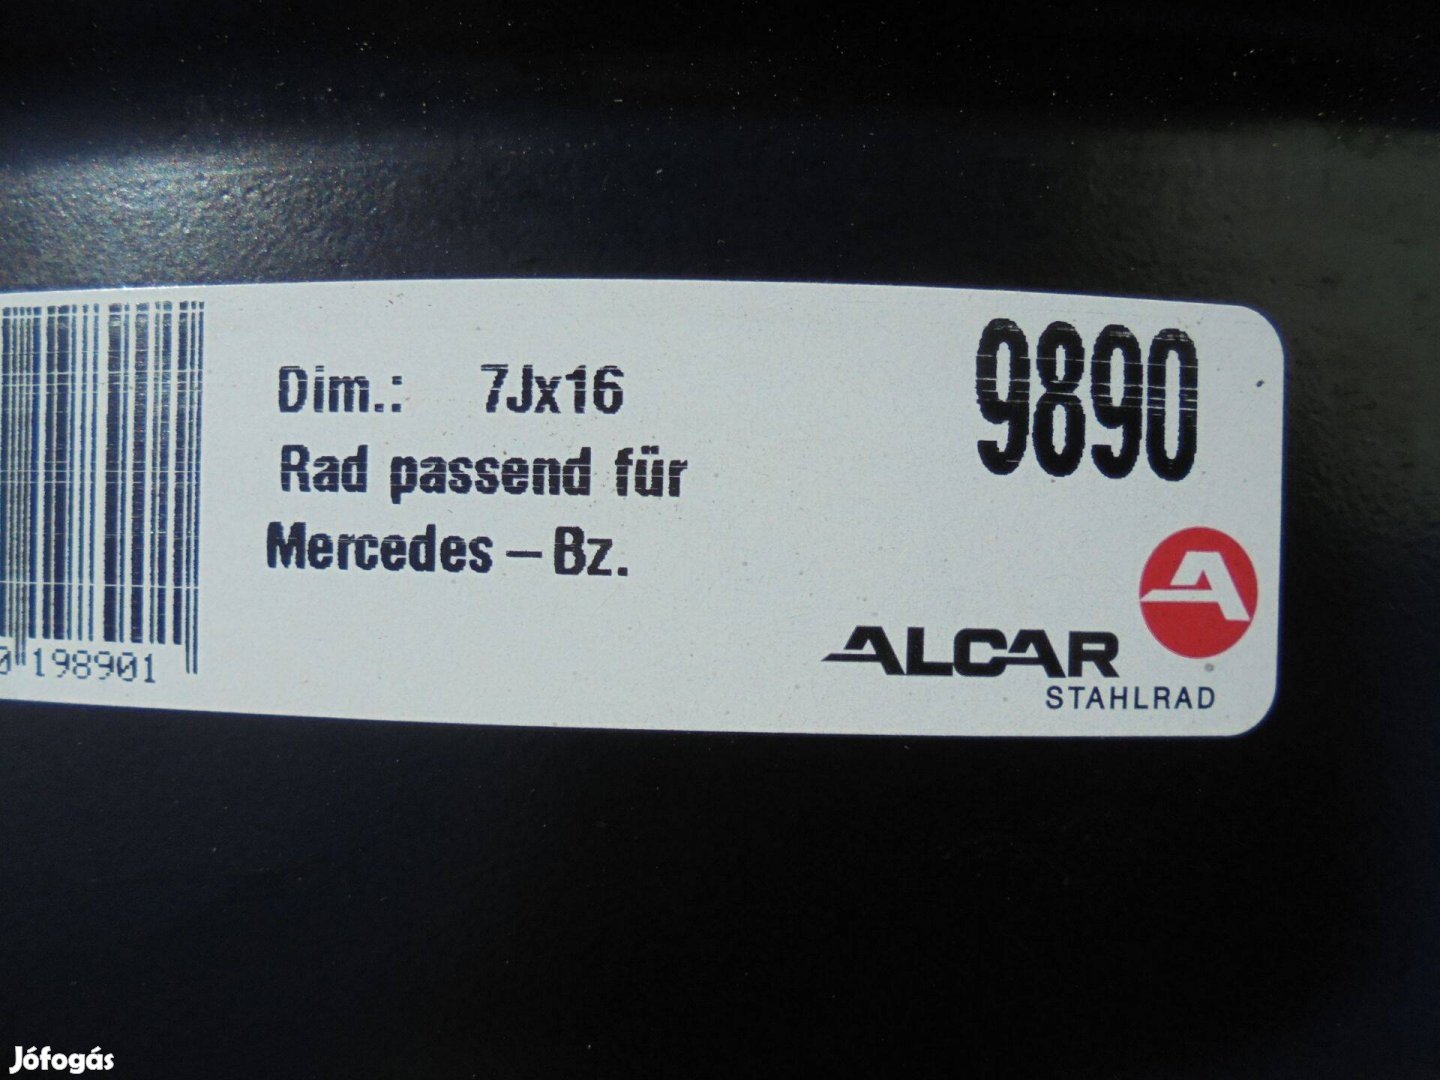 Dim.: 7Jx16
9890
Rad passend für
Mercedes – Bz.
0 198901
ALCAR
STAHLRAD
Jófogás